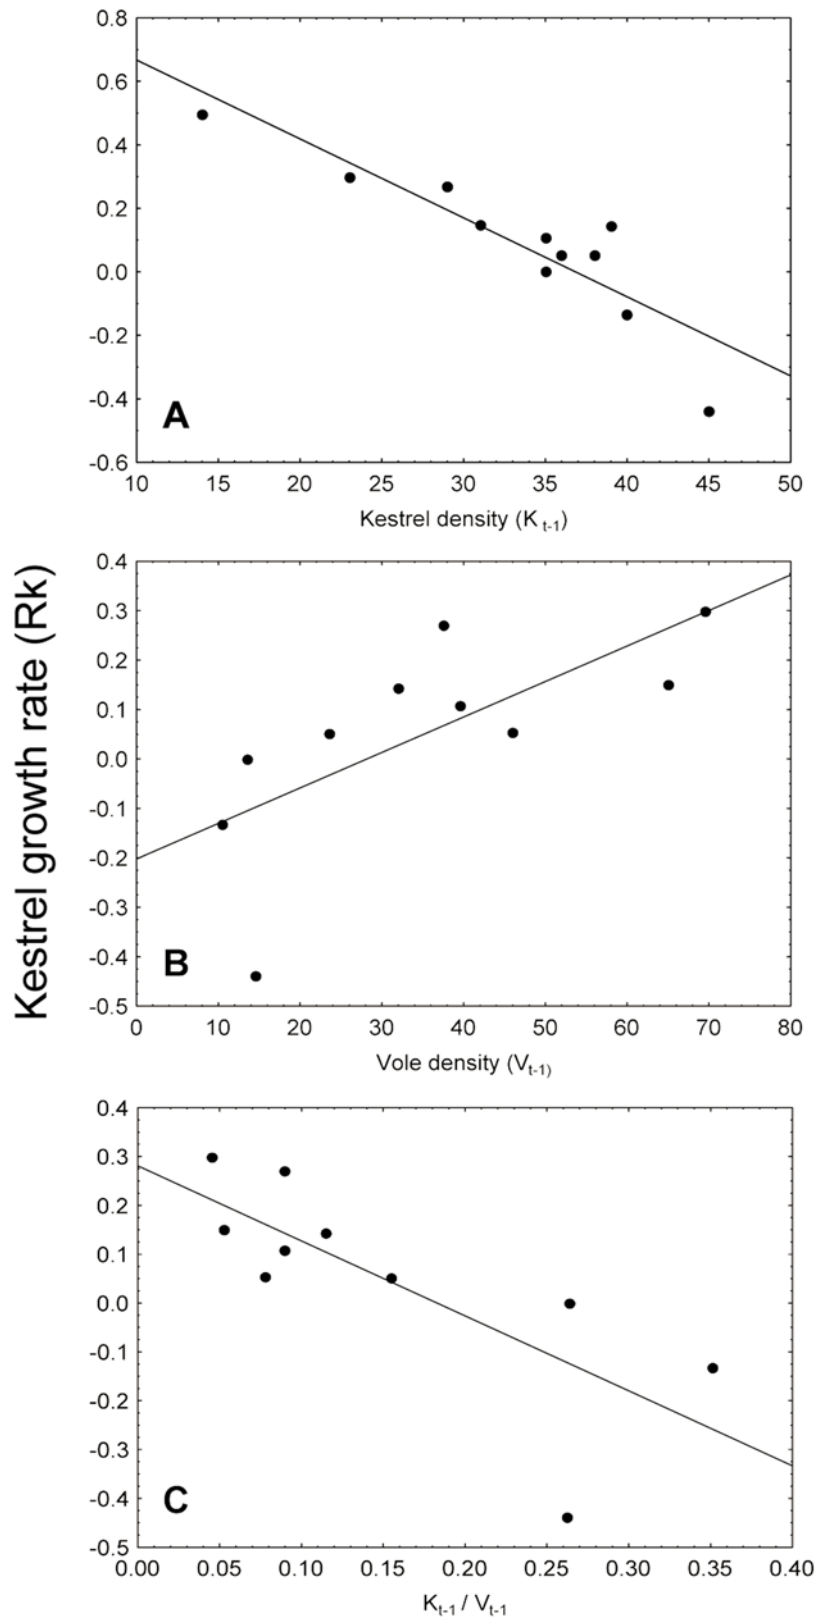 Kestrel growth rate (Rk)
0.8
0.6
0.4
0.2
0.0
-0.2
-0.4
-0.6
A
10 15 20 25 30 35 40 45 50
Kestrel density (K t-1)
0.4
0.3
0.2
0.1
0.0
-0.1
-0.2
-0.3
-0.4
-0.5
B
0 10 20 30 40 50 60 70 80
Vole density (Vt-1)
0.4
0.3
0.2
0.1
0.0
-0.1
-0.2
-0.3
-0.4
-0.5
C
0.00 0.05 0.10 0.15 0.20 0.25 0.30 0.35 0.40
Kt-1 / Vt-1